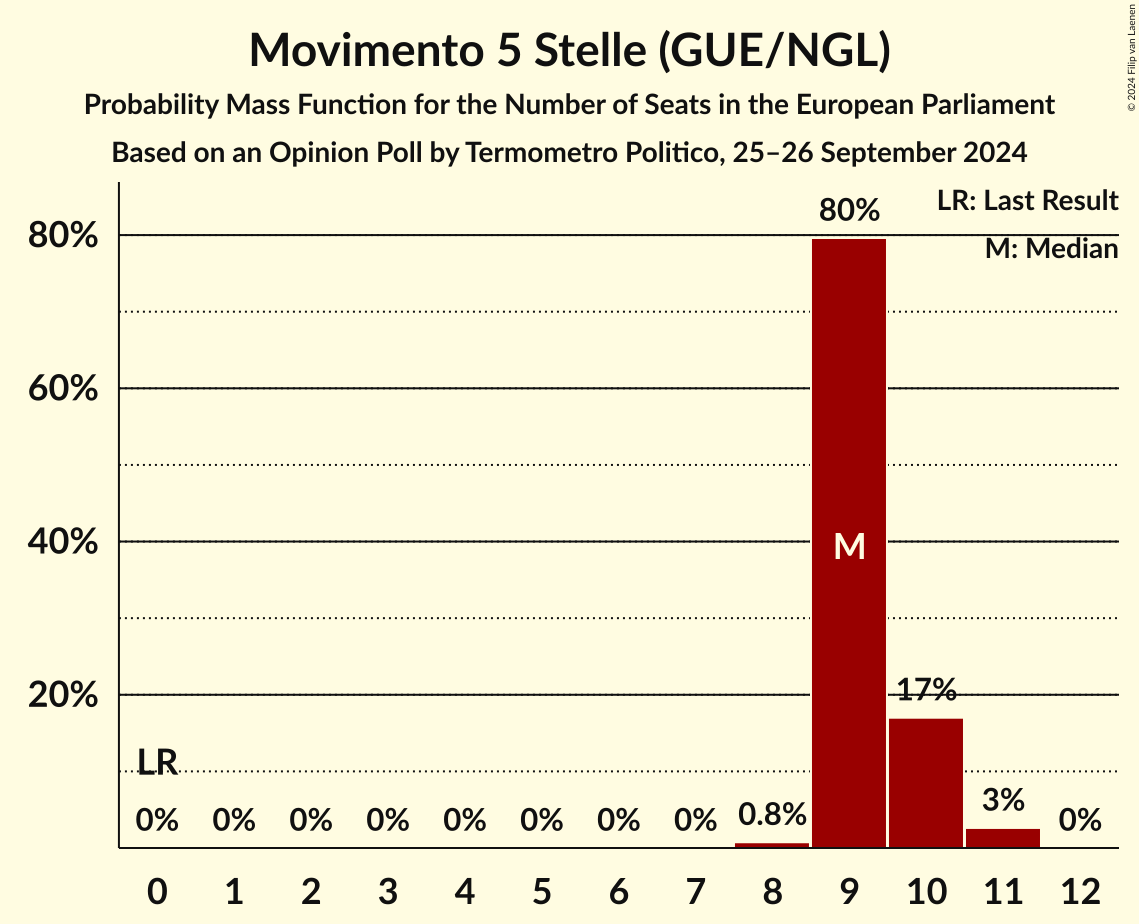 Movimento 5 Stelle (GUE/NGL)
Probability Mass Function for the Number of Seats in the European Parliament
Based on an Opinion Poll by Termometro Politico, 25–26 September 2024
© 2024 Filip van Laenen
LR: Last Result
M: Median
80%
60%
40%
20%
LR
0% 0% 0% 0% 0% 0% 0% 0% 0.8% 80% 17% 3% 0%
M
0 1 2 3 4 5 6 7 8 9 10 11 12